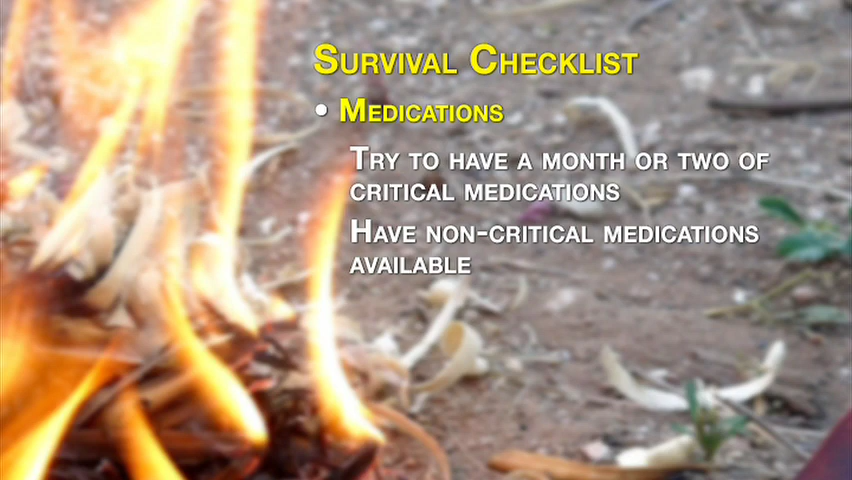 Survival Checklist
• Medications
Try to have a month or two of
critical medications
Have non-critical medications
available